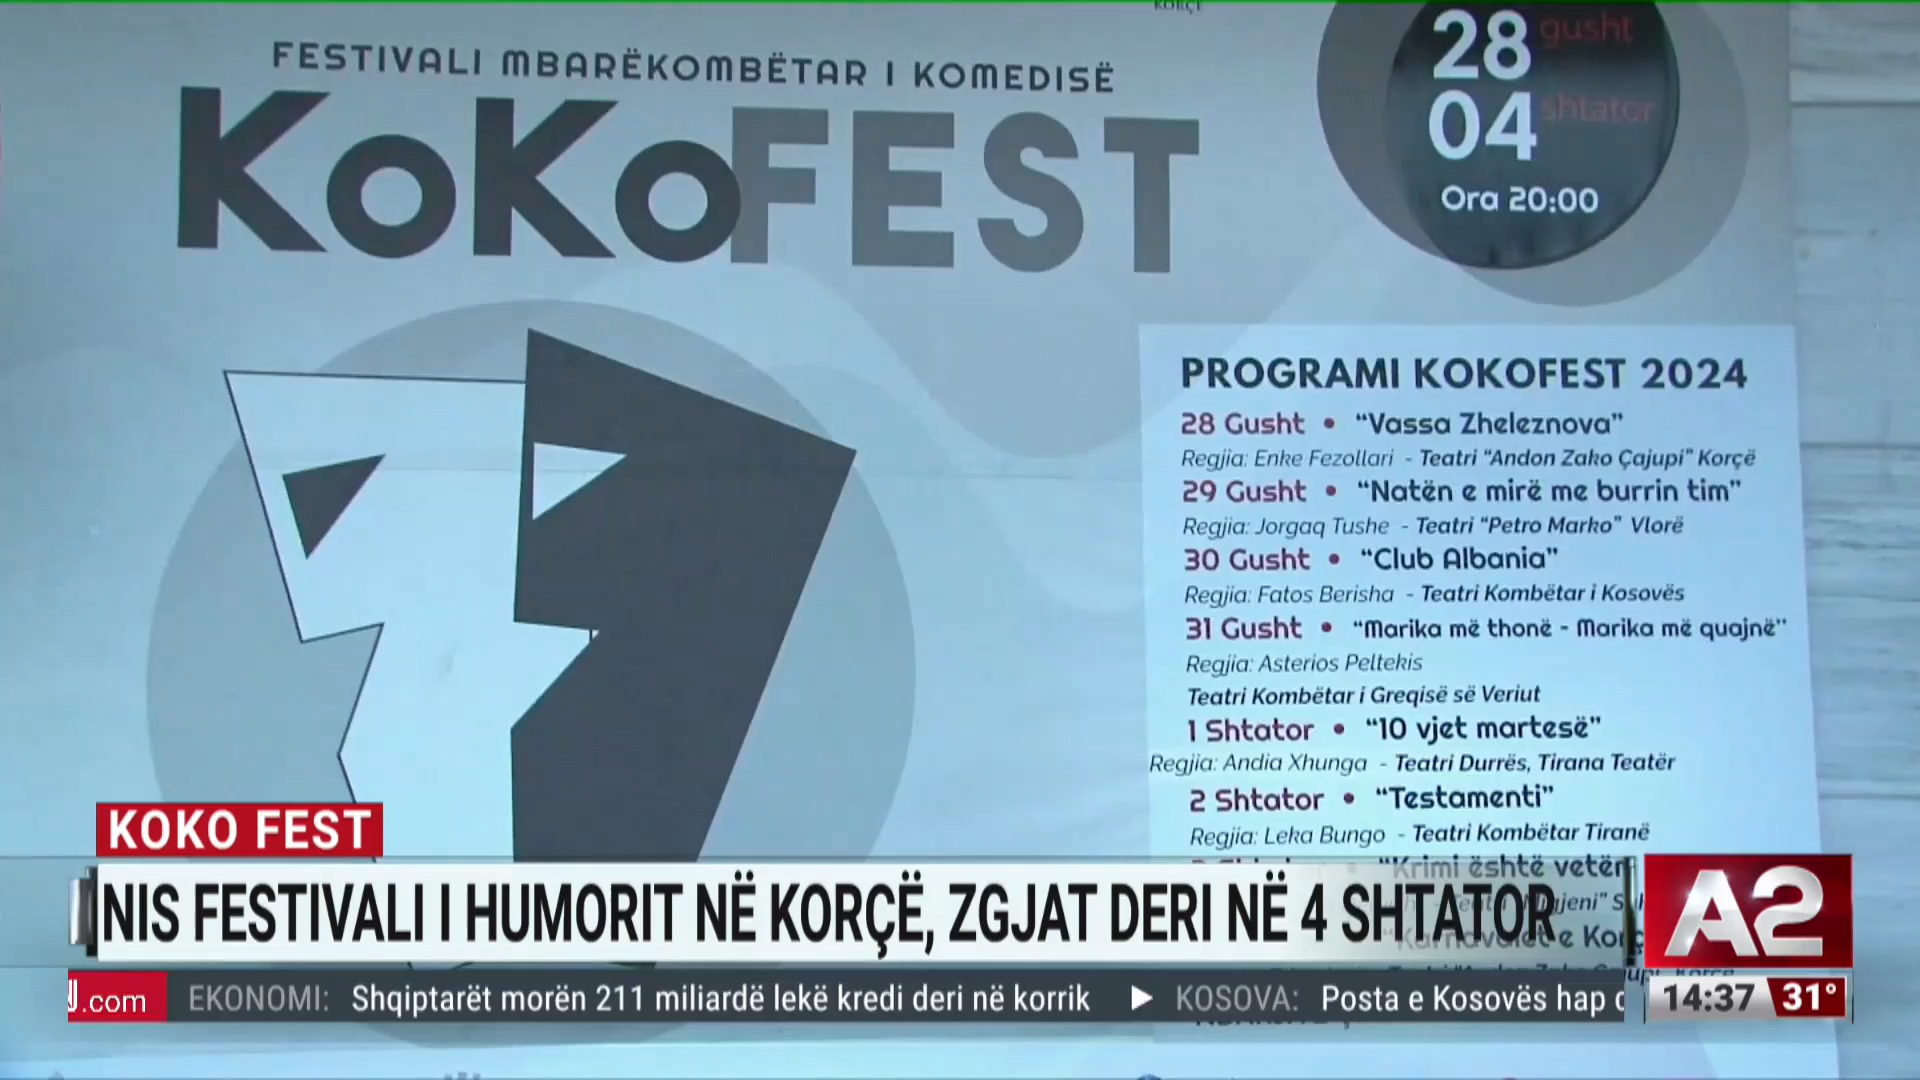 KORÇË
FESTIVALI MBARËKOMBËTAR I KOMEDISË
KoKoFEST
28 gusht
04 shtator
Ora 20:00
PROGRAMI KOKOFEST 2024
28 Gusht • “Vassa Zheleznova”
Regjia: Enke Fezollari - Teatri “Andon Zako Çajupi” Korçë
29 Gusht • “Natën e mirë me burrin tim”
Regjia: Jorgaq Tushe - Teatri “Petro Marko” Vlorë
30 Gusht • “Club Albania”
Regjia: Fatos Berisha - Teatri Kombëtar i Kosovës
31 Gusht • “Marika më thonë - Marika më quajnë”
Regjia: Asterios Peltekis
Teatri Kombëtar i Greqisë së Veriut
1 Shtator • “10 vjet martesë”
Regjia: Andia Xhunga - Teatri Durrës, Tirana Teatër
2 Shtator • “Testamenti”
Regjia: Leka Bungo - Teatri Kombëtar Tiranë
“Krimi është vetëm
KOKO FEST
NIS FESTIVALI I HUMORIT NË KORÇË, ZGJAT DERI NË 4 SHTATOR
A2
.com EKONOMI: Shqiptarët morën 211 miliardë lekë kredi deri në korrik ▶ KOSOVA: Posta e Kosovës hap
14:37 31°